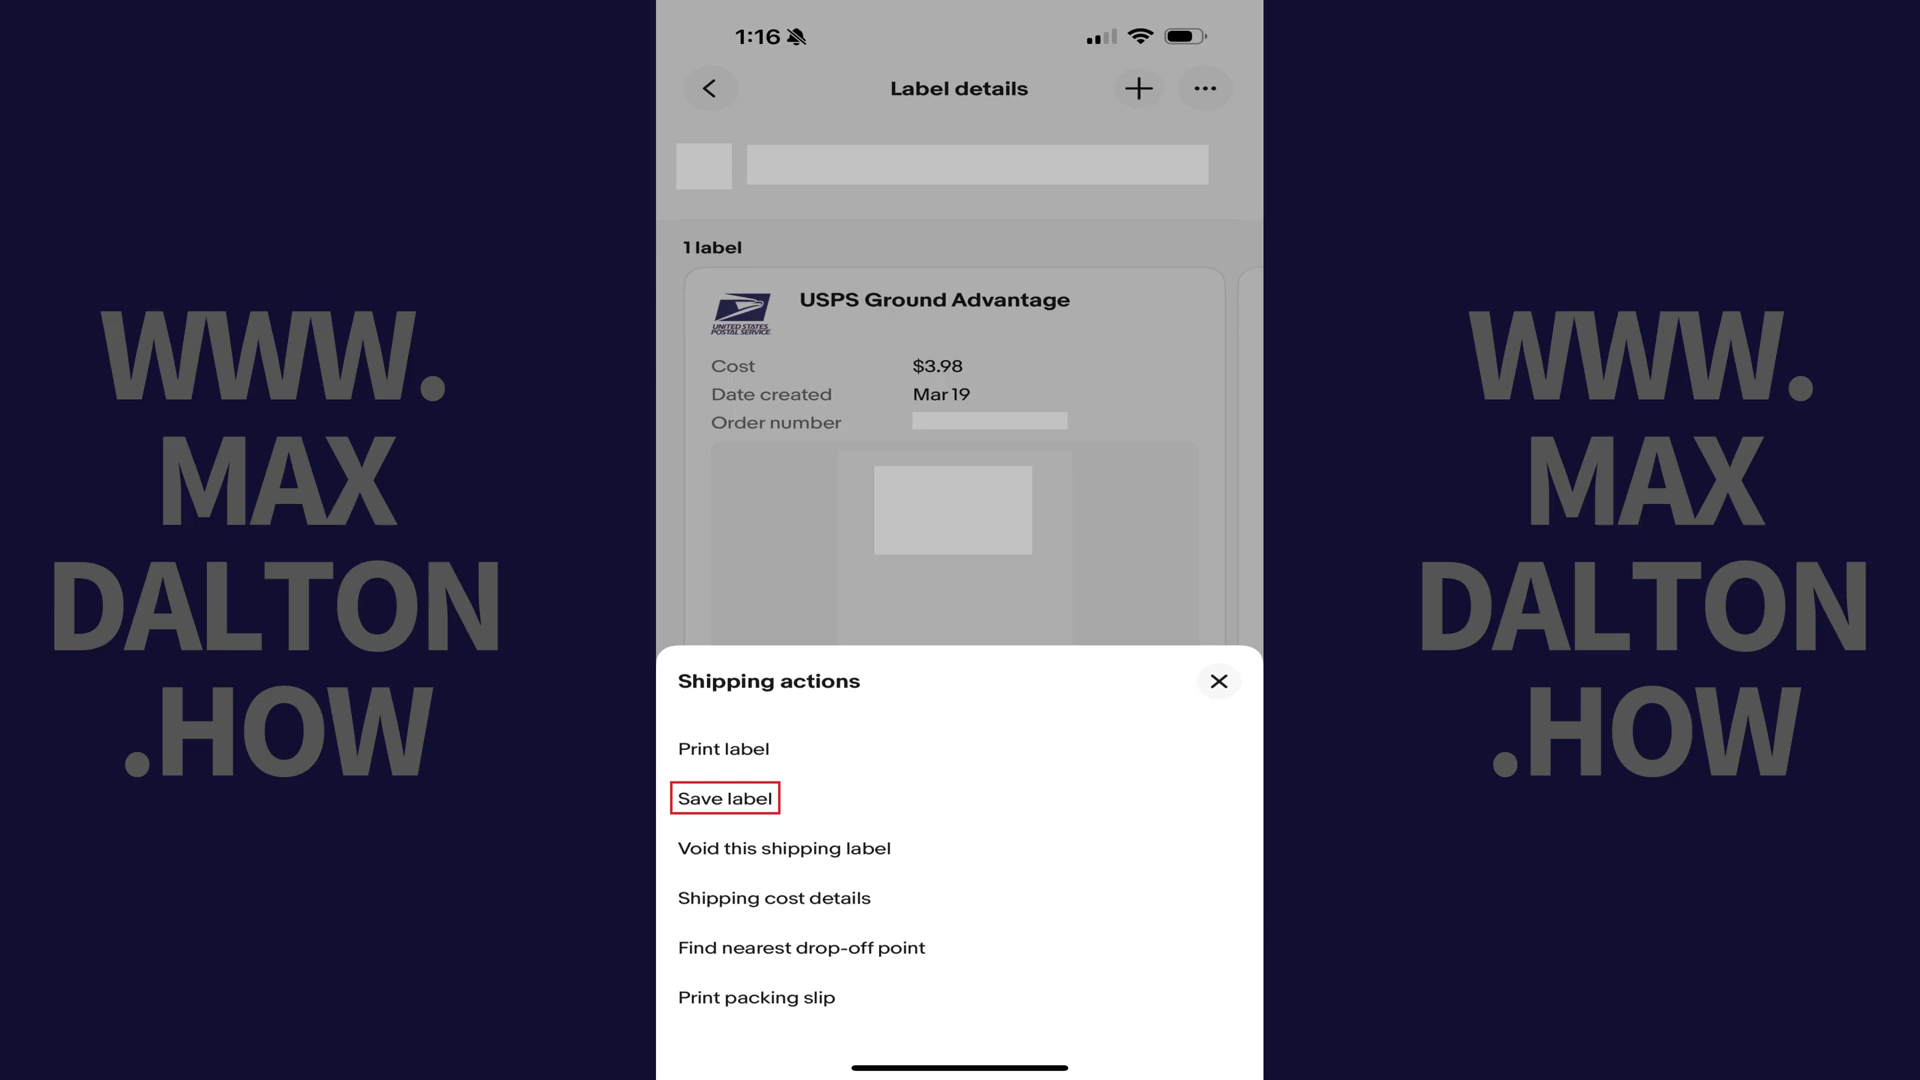 1:16
Label details
1 label
UNITED STATES
POSTAL SERVICE
USPS Ground Advantage
Cost $3.98
Date created Mar 19
Order number
Shipping actions
Print label
Save label
Void this shipping label
Shipping cost details
Find nearest drop-off point
Print packing slip
WWW.
MAX
DALTON
.HOW
WWW.
MAX
DALTON
.HOW